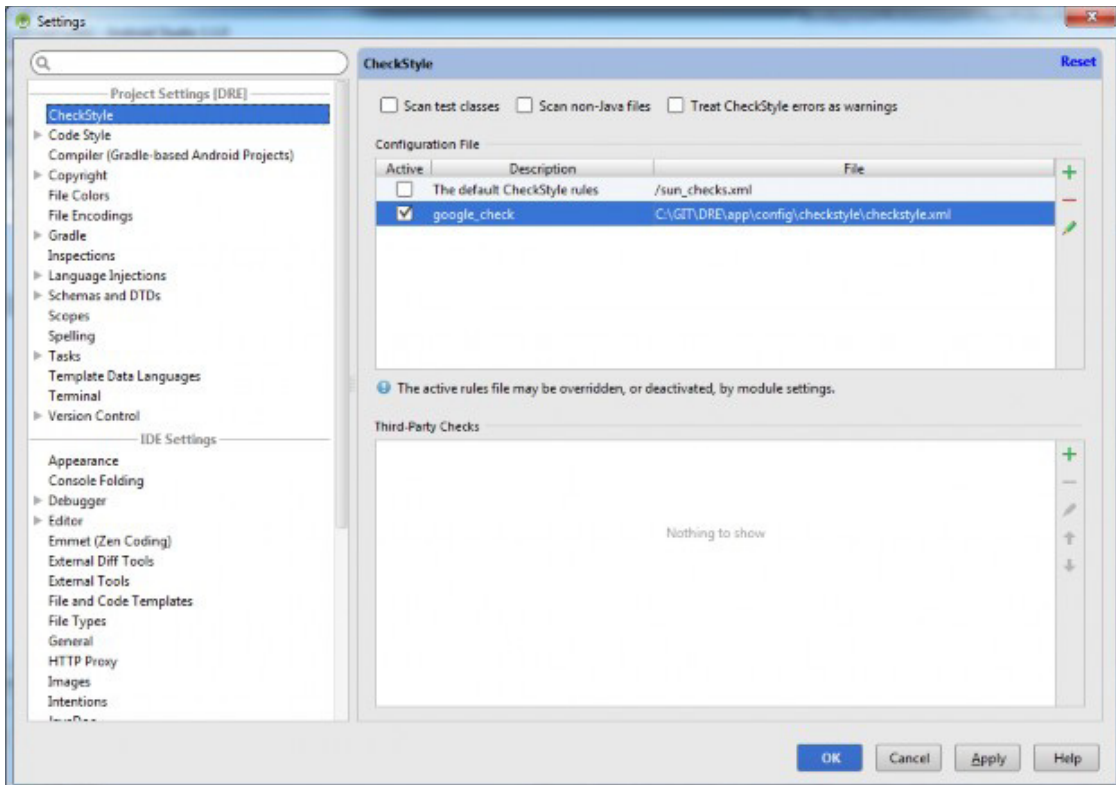 Settings
CheckStyle
Reset
Project Settings [DRE]
CheckStyle
Code Style
Compiler (Gradle-based Android Projects)
Copyright
File Colors
File Encodings
Gradle
Inspections
Language Injections
Schemas and DTDs
Scopes
Spelling
Tasks
Template Data Languages
Terminal
Version Control
IDE Settings
Appearance
Console Folding
Debugger
Editor
Emmet (Zen Coding)
External Diff Tools
External Tools
File and Code Templates
File Types
General
HTTP Proxy
Images
Intentions
Scan test classes Scan non-Java files Treat CheckStyle errors as warnings
Configuration File
Active Description File
The default CheckStyle rules /sun_checks.xml
google_check C:\GIT\DRE\app\config\checkstyle\checkstyle.xml
The active rules file may be overridden, or deactivated, by module settings.
Third-Party Checks
Nothing to show
OK Cancel Apply Help